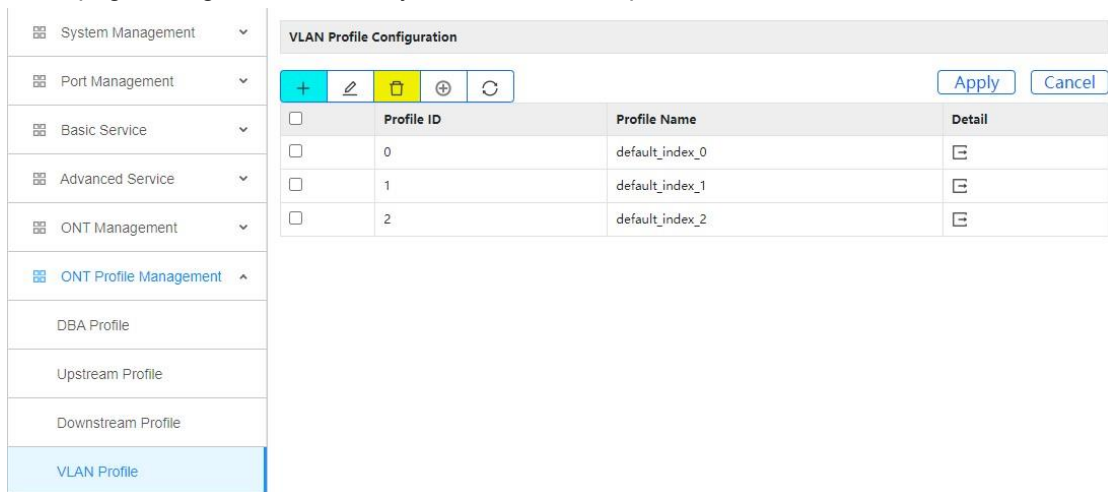 System Management
Port Management
Basic Service
Advanced Service
ONT Management
ONT Profile Management
DBA Profile
Upstream Profile
Downstream Profile
VLAN Profile
VLAN Profile Configuration
Apply Cancel
Profile ID Profile Name Detail
0 default_index_0
1 default_index_1
2 default_index_2